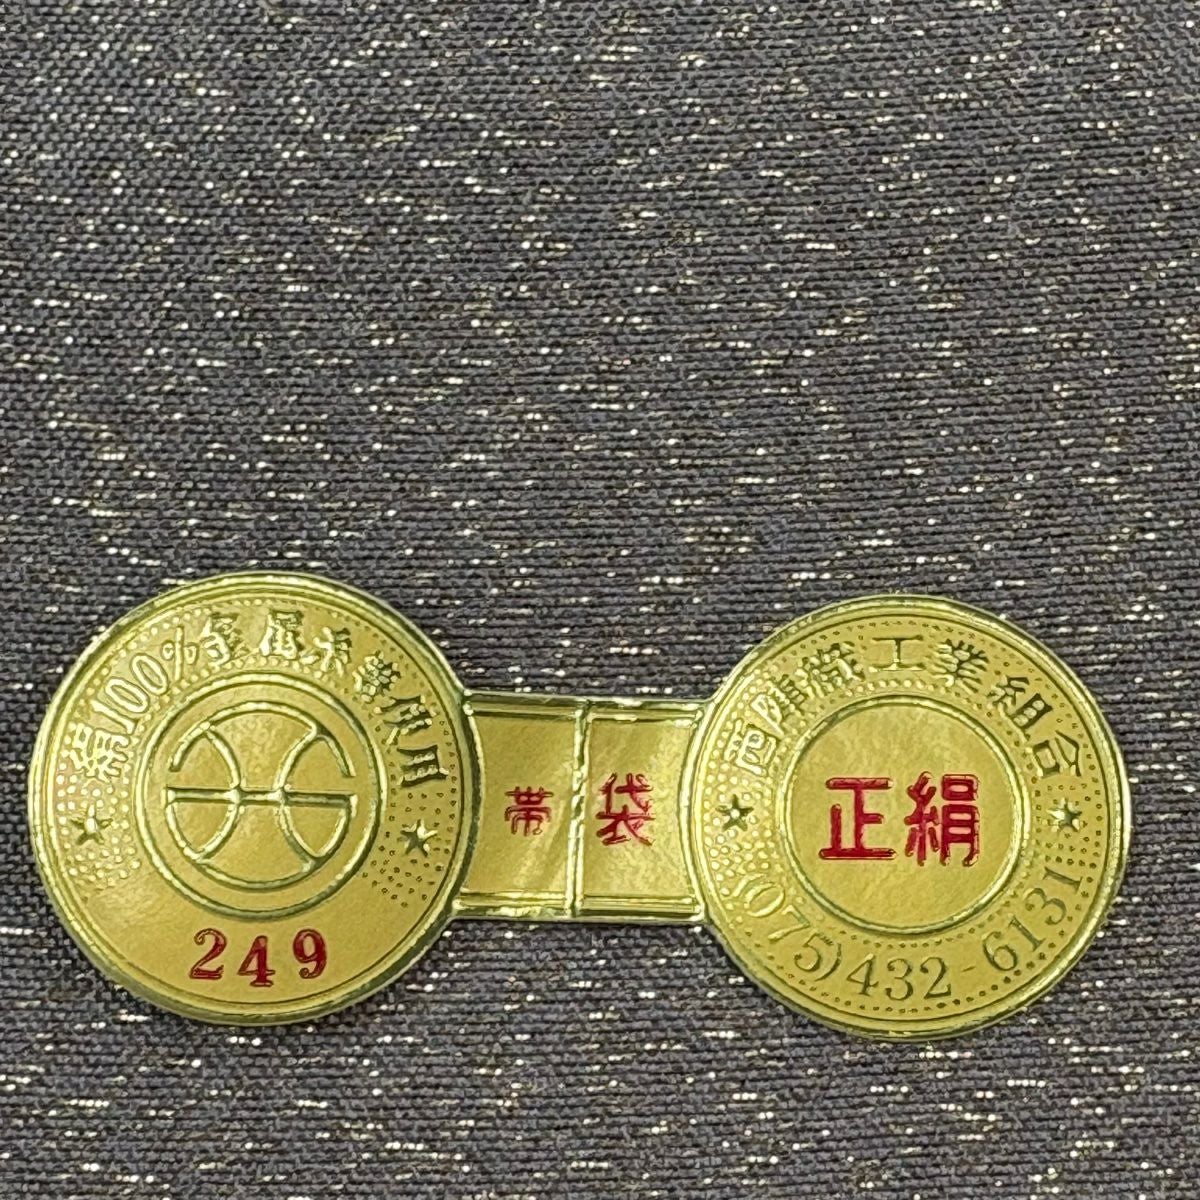 絹100%金属糸等使用
249
帯袋
西陣織工業組合
正絹
(075)432-6131